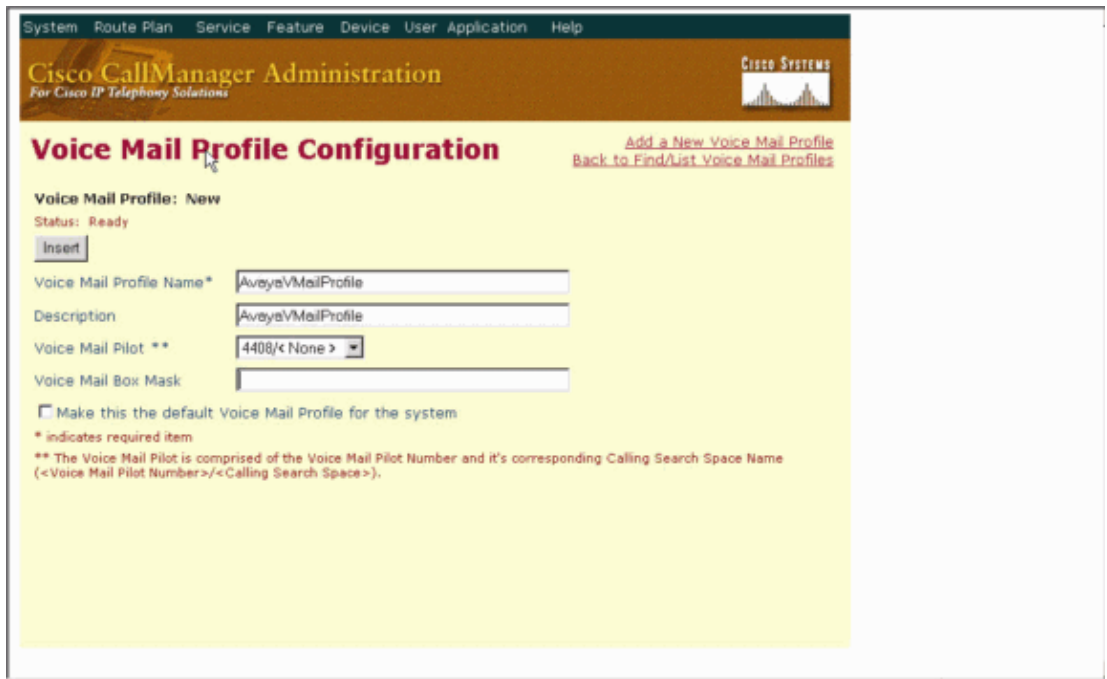 System Route Plan Service Feature Device User Application Help
Cisco CallManager Administration
For Cisco IP Telephony Solutions
CISCO SYSTEMS
Voice Mail Profile Configuration
Add a New Voice Mail Profile
Back to Find/List Voice Mail Profiles
Voice Mail Profile: New
Status: Ready
Insert
Voice Mail Profile Name* AvayaVMailProfile
Description AvayaVMailProfile
Voice Mail Pilot ** 4408/< None >
Voice Mail Box Mask
Make this the default Voice Mail Profile for the system
* indicates required item
** The Voice Mail Pilot is comprised of the Voice Mail Pilot Number and it's corresponding Calling Search Space Name
(<Voice Mail Pilot Number>/<Calling Search Space>).